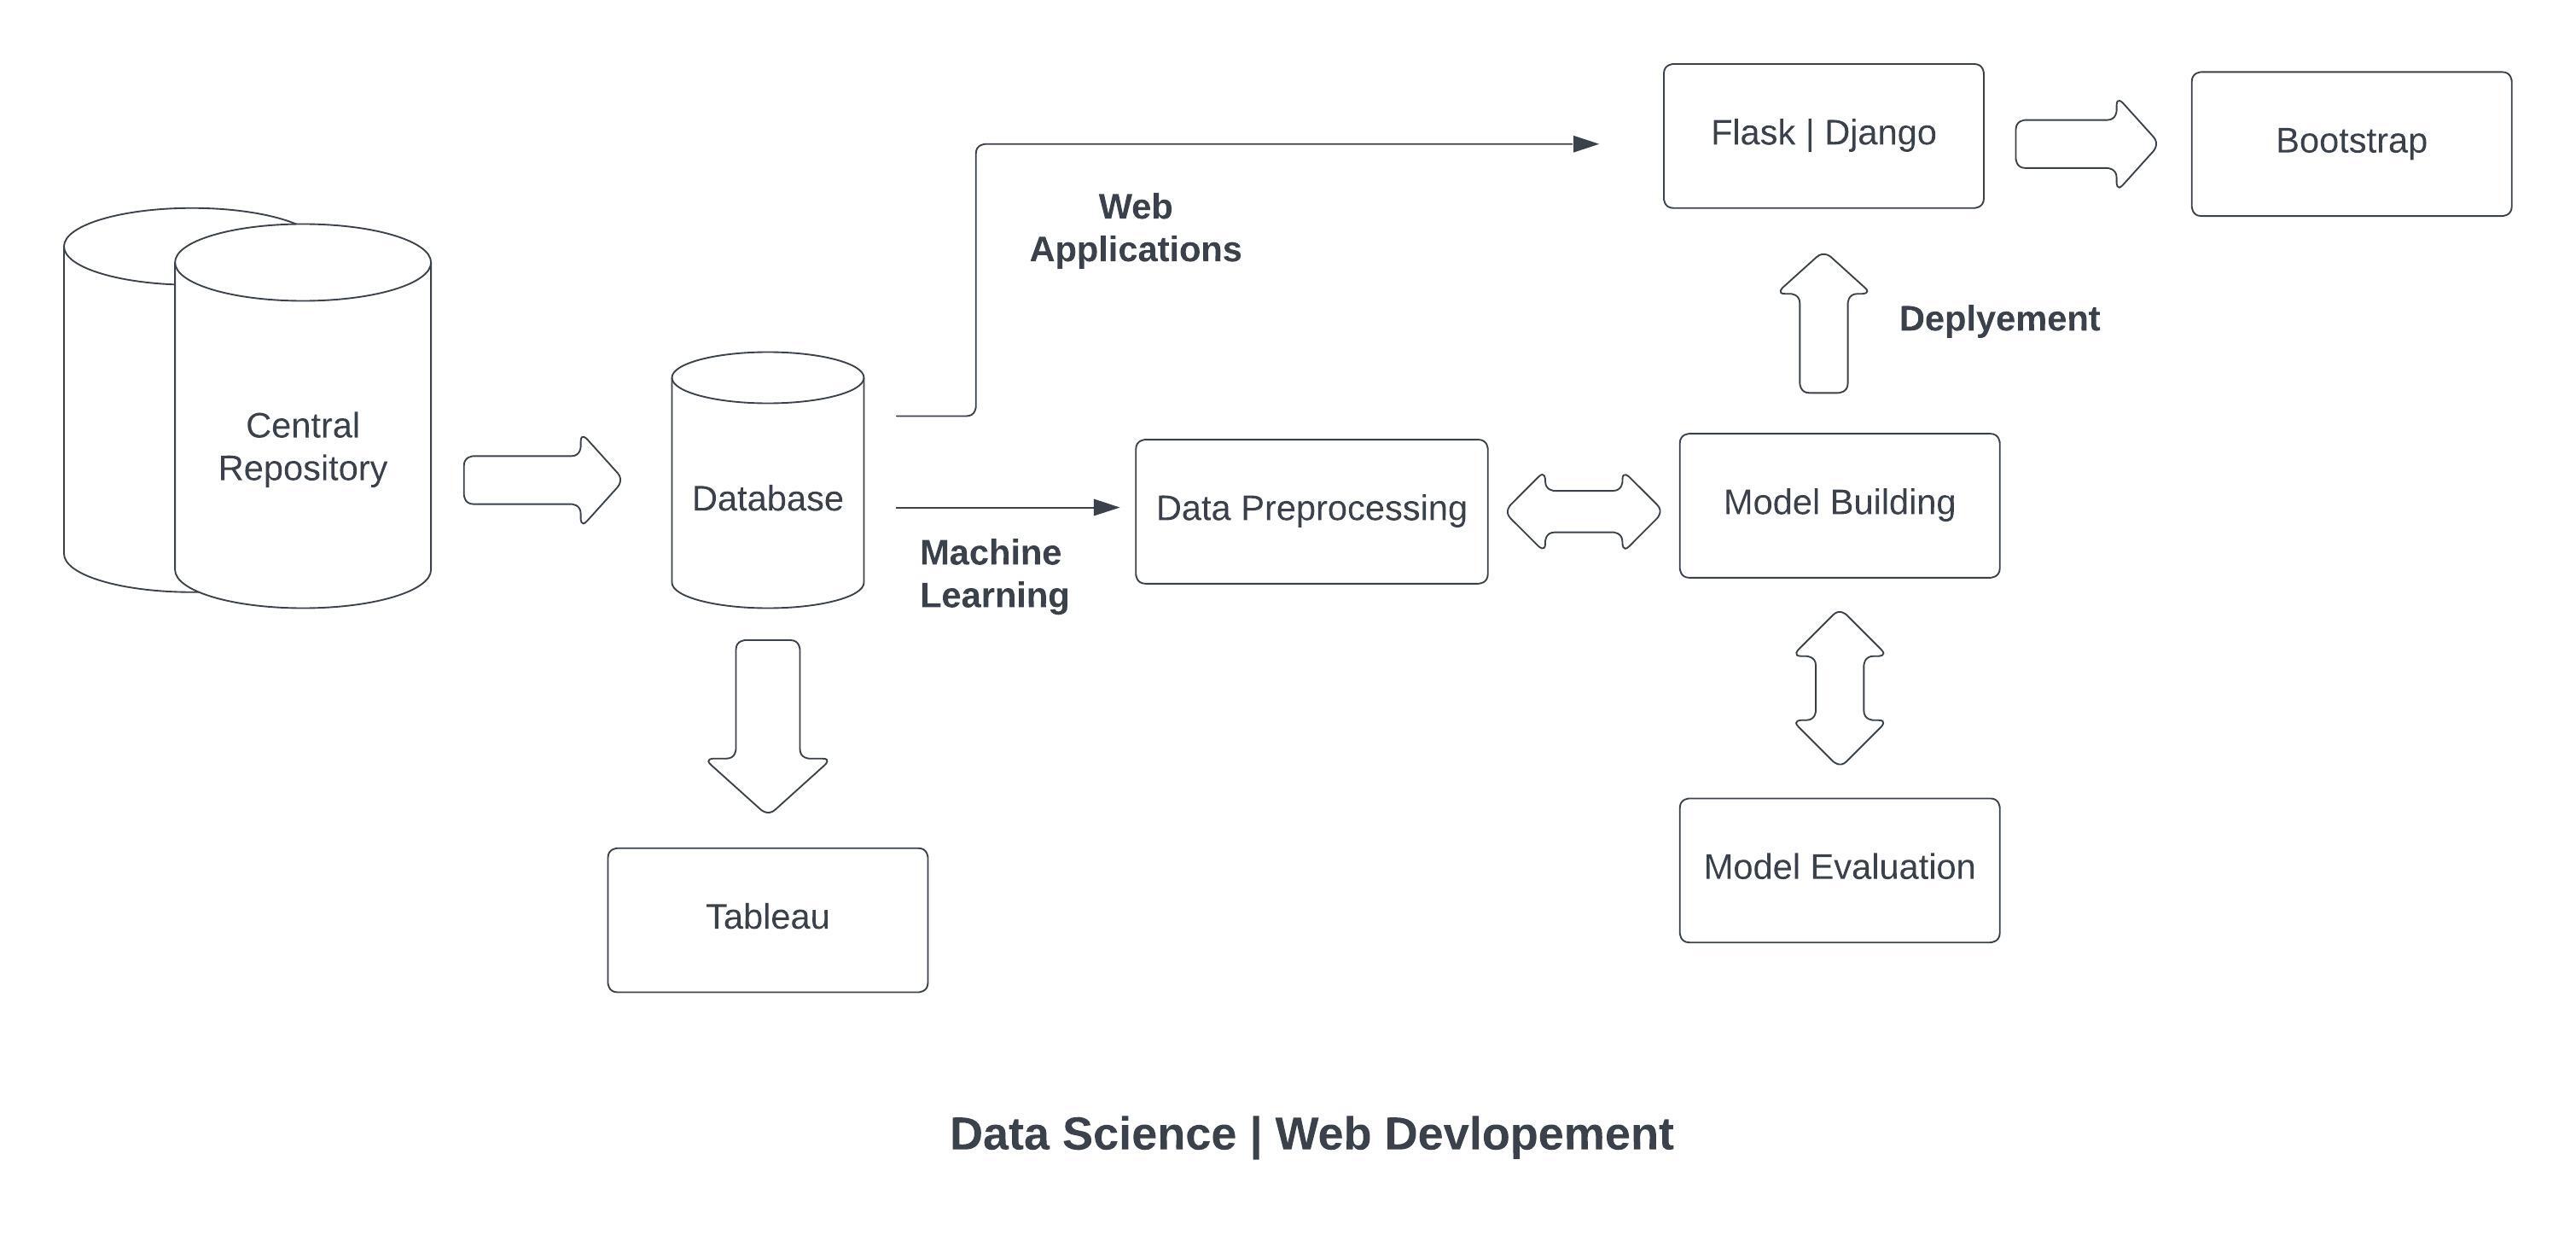 Flask | Django
Bootstrap
Web
Applications
Deplyement
Central
Repository
Database
Data Preprocessing
Model Building
Machine
Learning
Model Evaluation
Tableau
Data Science | Web Devlopement